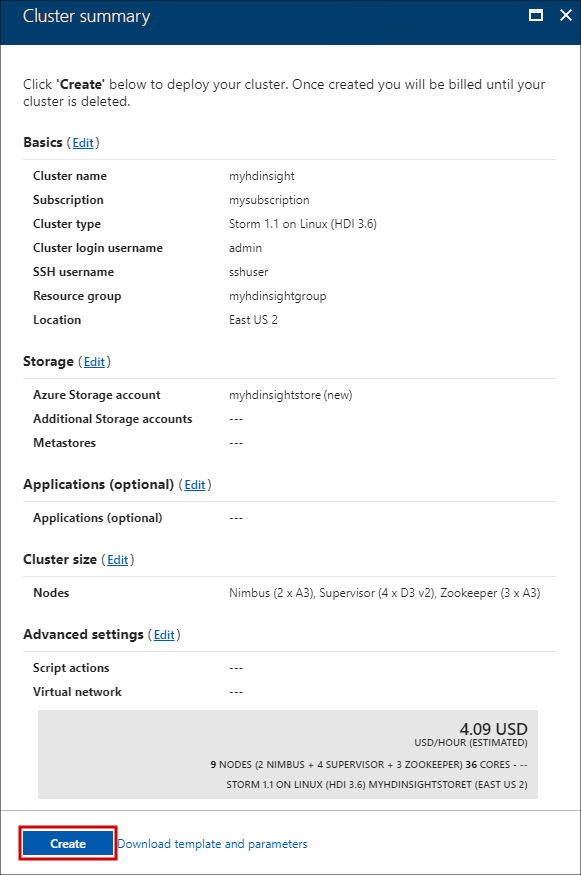 Cluster summary
Click 'Create' below to deploy your cluster. Once created you will be billed until your
cluster is deleted.
Basics (Edit)
Cluster name myhdinsight
Subscription mysubscription
Cluster type Storm 1.1 on Linux (HDI 3.6)
Cluster login username admin
SSH username sshuser
Resource group myhdinsightgroup
Location East US 2
Storage (Edit)
Azure Storage account myhdinsightstore (new)
Additional Storage accounts ---
Metastores ---
Applications (optional) (Edit)
Applications (optional) ---
Cluster size (Edit)
Nodes Nimbus (2 x A3), Supervisor (4 x D3 v2), Zookeeper (3 x A3)
Advanced settings (Edit)
Script actions ---
Virtual network ---
4.09 USD
USD/HOUR (ESTIMATED)
9 NODES (2 NIMBUS + 4 SUPERVISOR + 3 ZOOKEEPER) 36 CORES - --
STORM 1.1 ON LINUX (HDI 3.6) MYHDINSIGHTSTORET (EAST US 2)
Create Download template and parameters